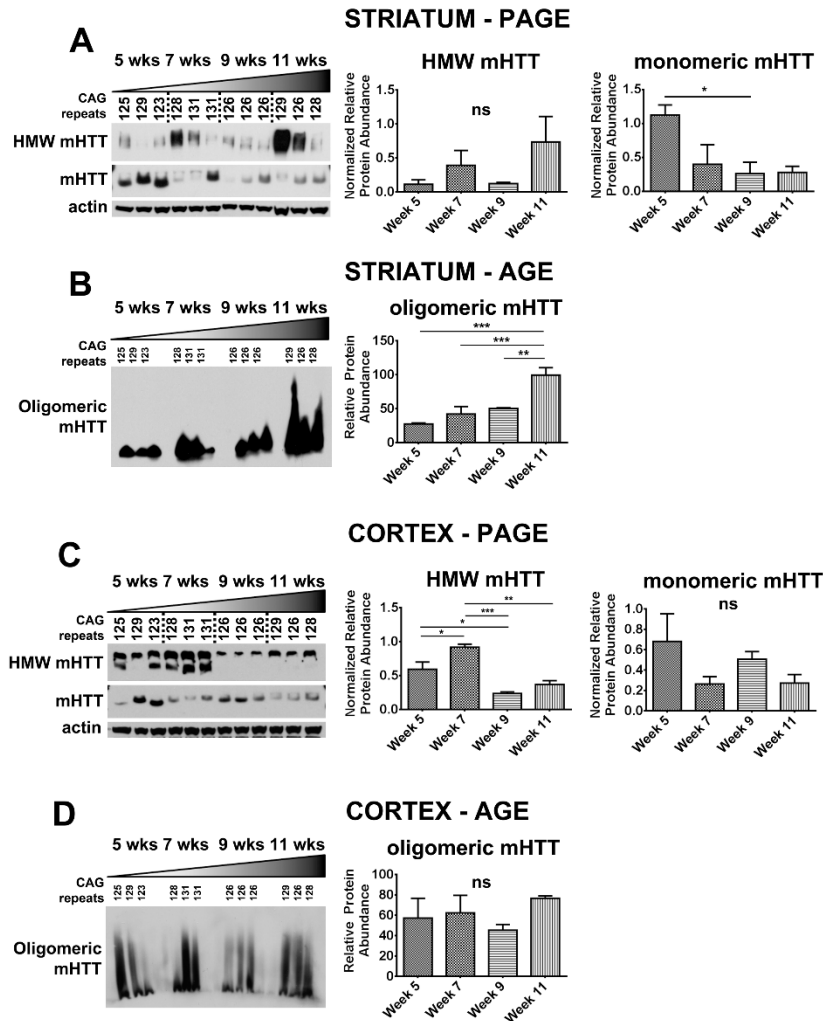 STRIATUM - PAGE
A
5 wks 7 wks 9 wks 11 wks
CAG repeats
125 129 123 128 131 131 126 126 126 129 126 128
HMW mHTT
mHTT
actin
HMW mHTT
Normalized Relative Protein Abundance
1.5
1.0
0.5
0.0
ns
Week 5 Week 7 Week 9 Week 11
monomeric mHTT
Normalized Relative Protein Abundance
1.5
1.0
0.5
0.0
*
Week 5 Week 7 Week 9 Week 11
STRIATUM - AGE
B
5 wks 7 wks 9 wks 11 wks
CAG repeats
125 129 123 128 131 131 126 126 126 129 126 128
Oligomeric mHTT
oligomeric mHTT
Relative Protein Abundance
150
100
50
0
***
***
**
Week 5 Week 7 Week 9 Week 11
CORTEX - PAGE
C
5 wks 7 wks 9 wks 11 wks
CAG repeats
125 129 123 128 131 131 126 126 126 129 126 128
HMW mHTT
mHTT
actin
HMW mHTT
Normalized Relative Protein Abundance
1.5
1.0
0.5
0.0
**
***
*
*
Week 5 Week 7 Week 9 Week 11
monomeric mHTT
ns
Normalized Relative Protein Abundance
1.0
0.8
0.6
0.4
0.2
0.0
Week 5 Week 7 Week 9 Week 11
CORTEX - AGE
D
5 wks 7 wks 9 wks 11 wks
CAG repeats
125 129 123 128 131 131 126 126 126 129 126 128
Oligomeric mHTT
oligomeric mHTT
ns
Relative Protein Abundance
100
80
60
40
20
0
Week 5 Week 7 Week 9 Week 11